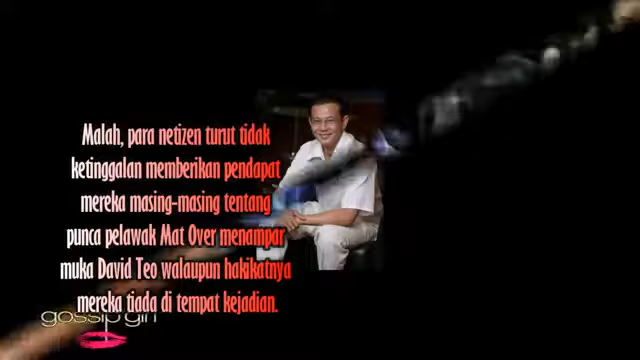 Malah, para netizen turut tidak
ketinggalan memberikan pendapat
mereka masing-masing tentang
punca pelawak Mat Over menampar
muka David Teo walaupun hakikatnya
mereka tiada di tempat kejadian.
gossip girl